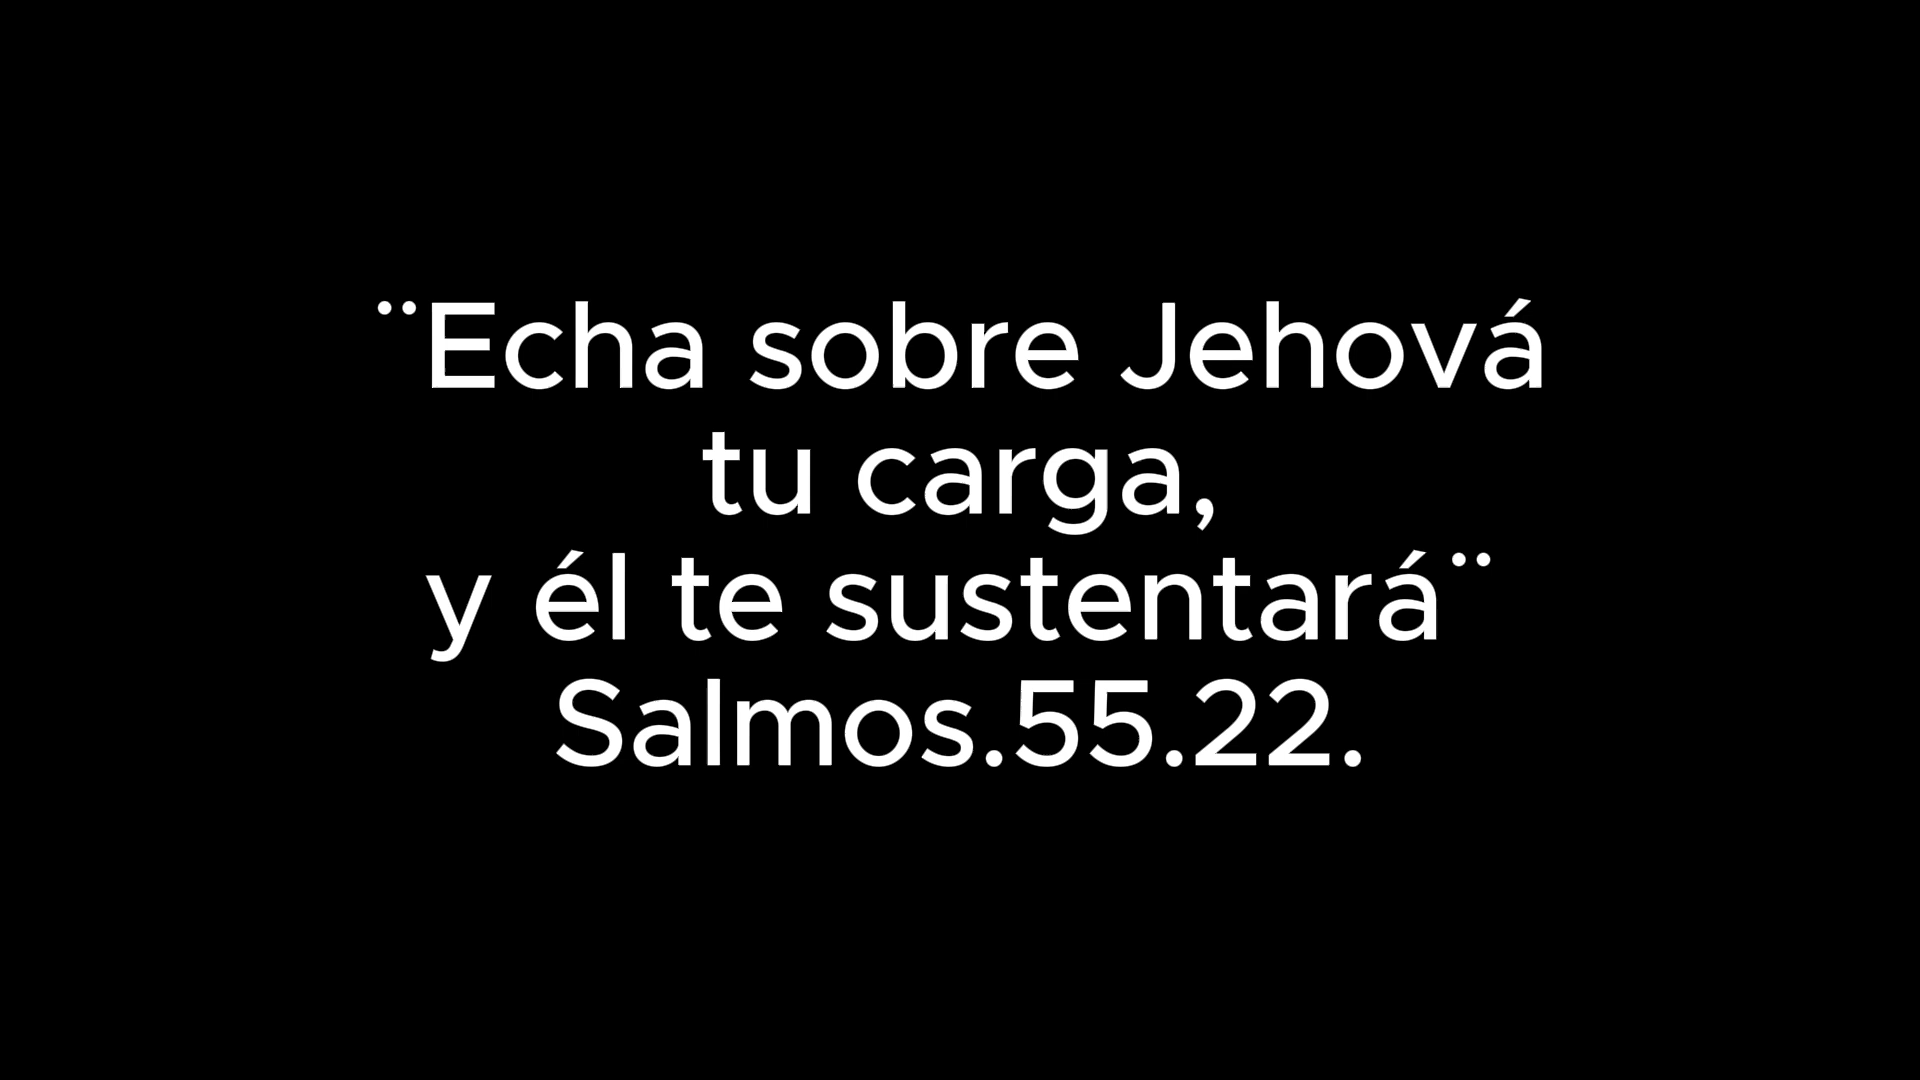 ¨Echa sobre Jehová
tu carga,
y él te sustentará¨
Salmos.55.22.